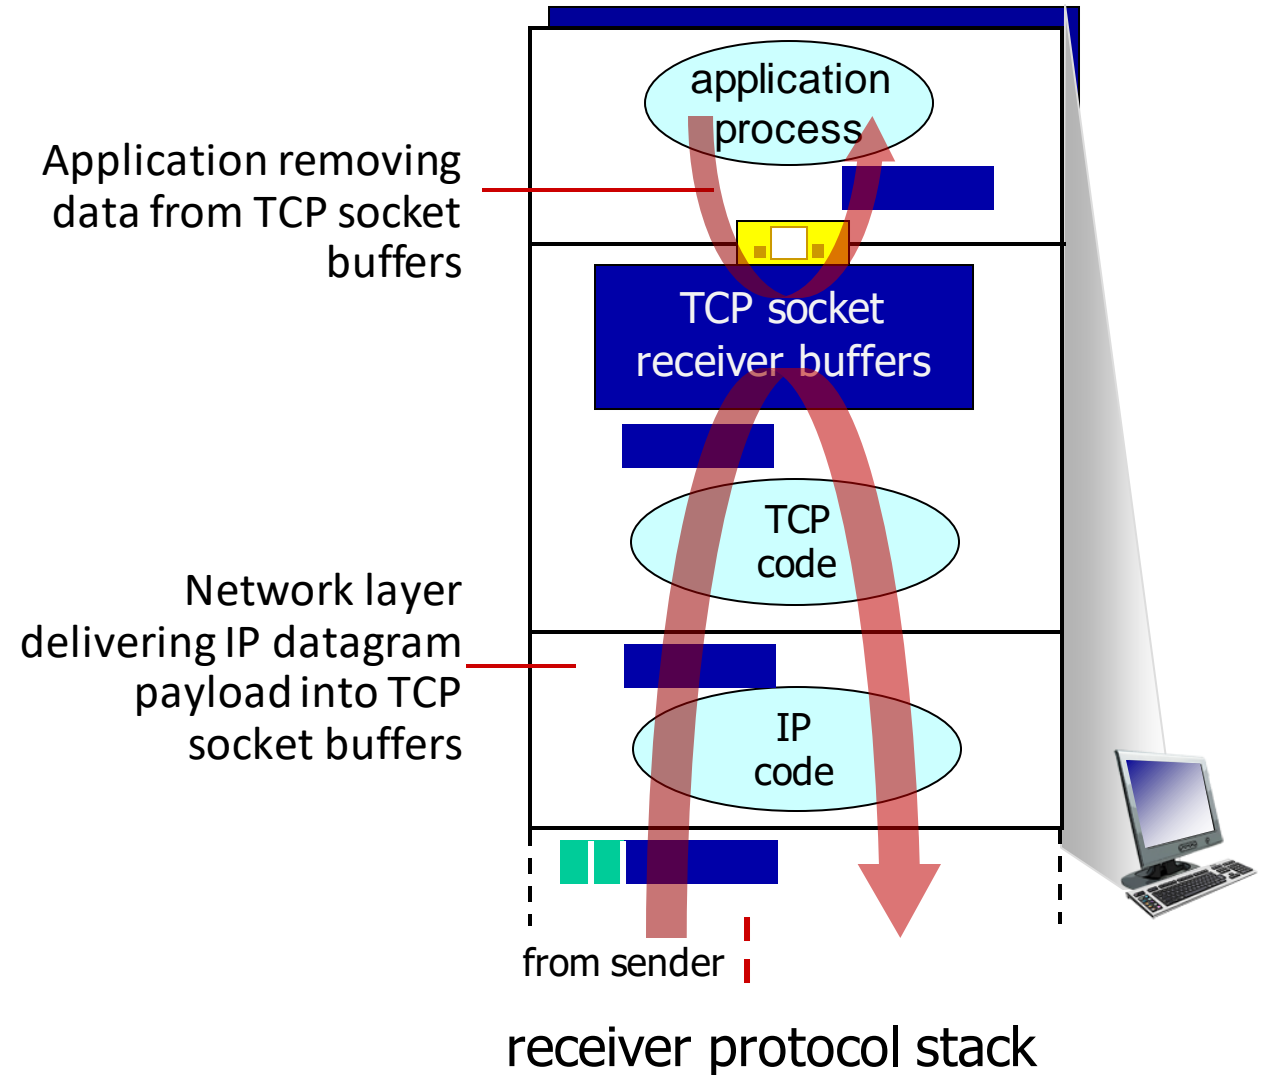 application
process
Application removing
data from TCP socket
buffers
TCP socket
receiver buffers
TCP
code
Network layer
delivering IP datagram
payload into TCP
socket buffers
IP
code
from sender
receiver protocol stack